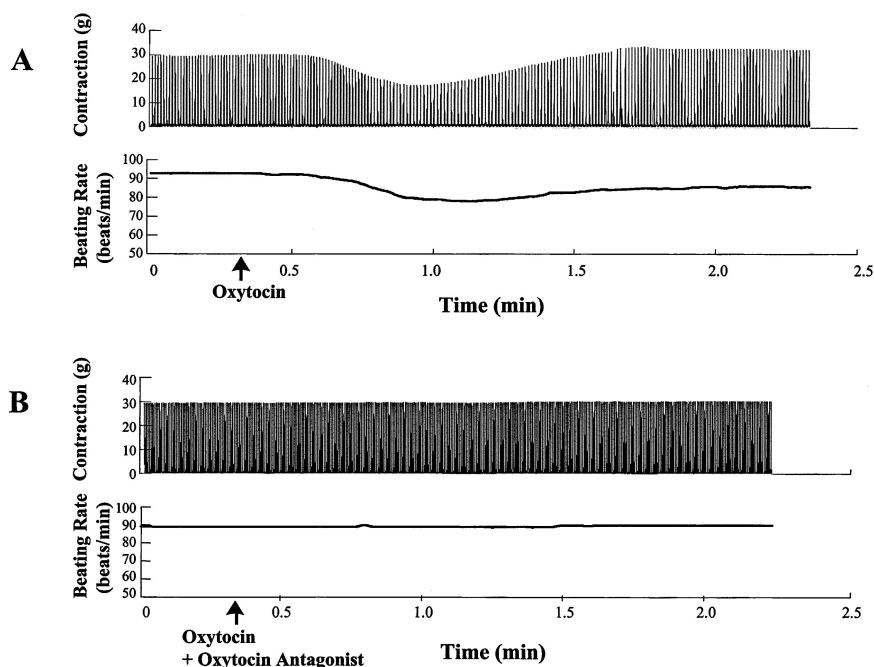 A
Contraction (g)
40
30
20
10
0
Beating Rate
(beats/min)
100
90
80
70
60
50
0
0.5
1.0
1.5
2.0
2.5
Oxytocin
Time (min)
B
Contraction (g)
40
30
20
10
0
Beating Rate
(beats/min)
100
90
80
70
60
50
0
0.5
1.0
1.5
2.0
2.5
Oxytocin
+ Oxytocin Antagonist
Time (min)